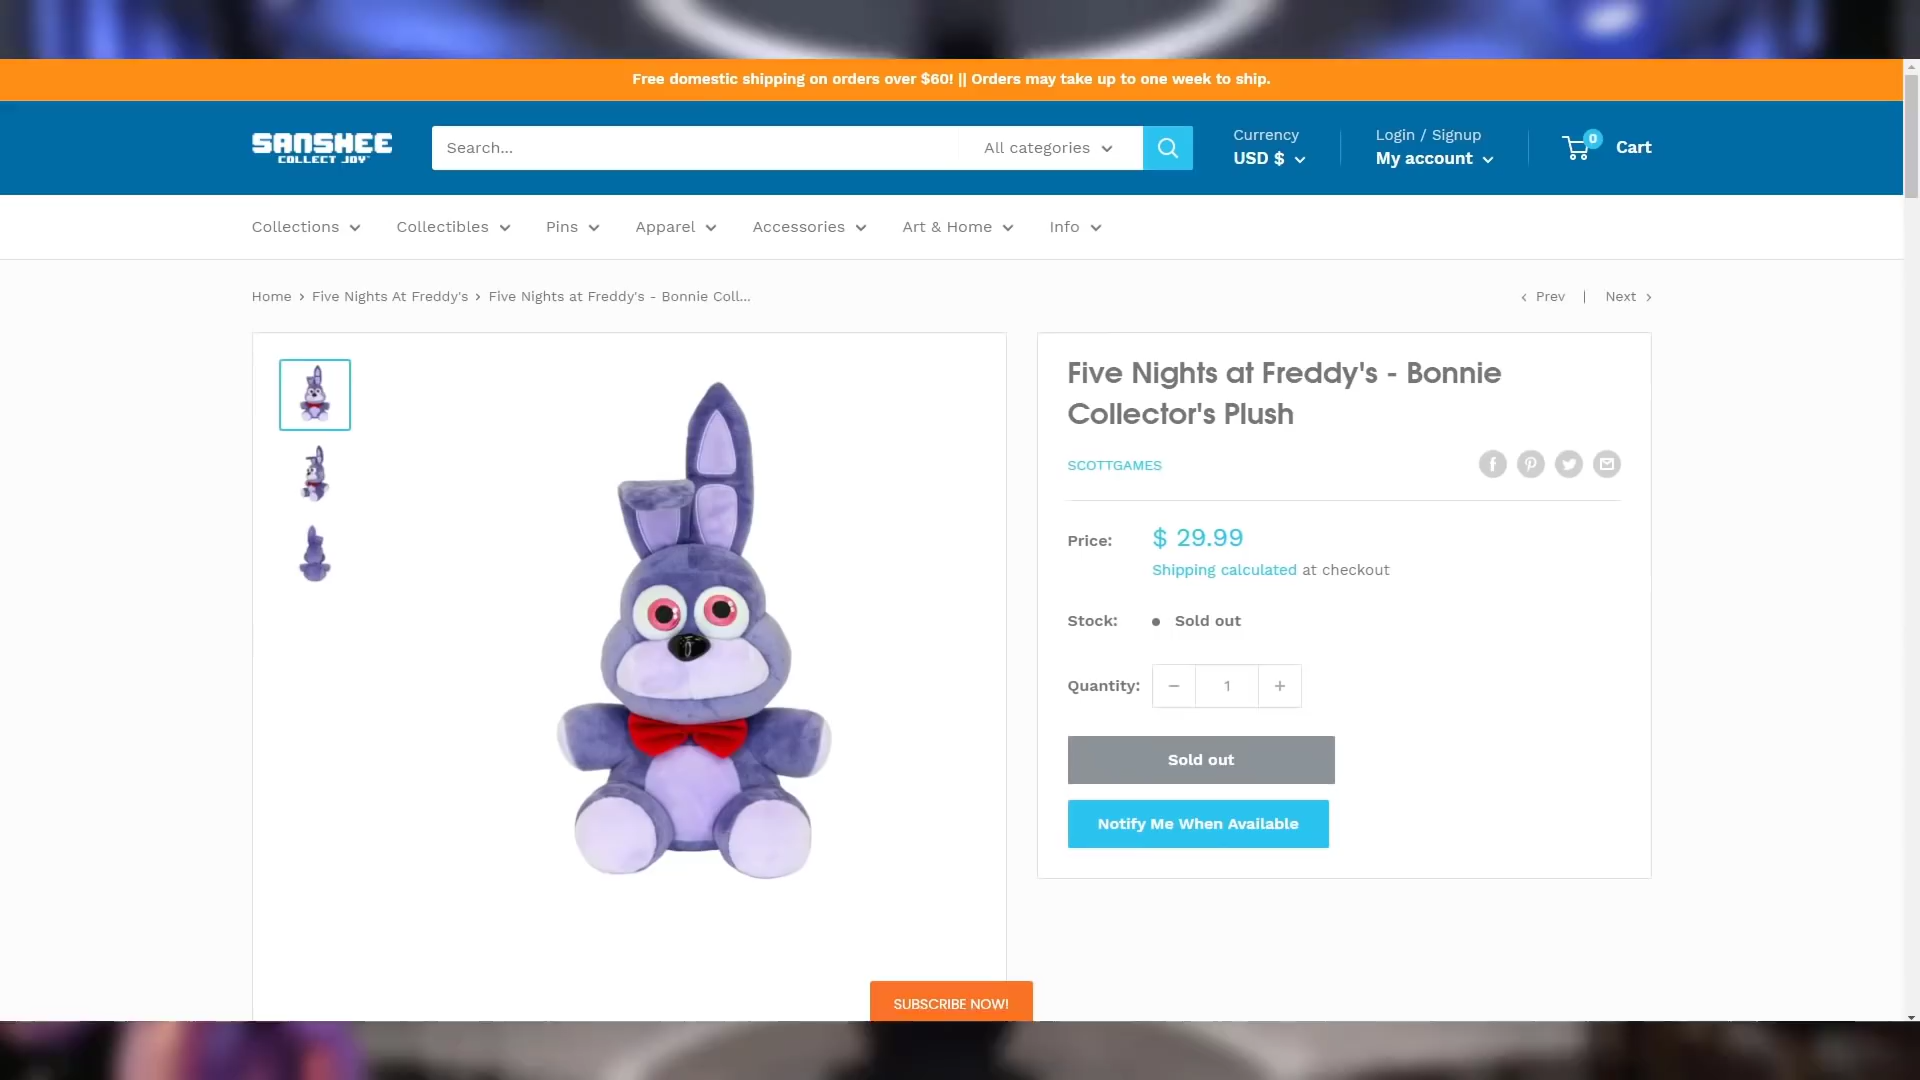 Free domestic shipping on orders over $60! || Orders may take up to one week to ship.
SANSHEE
COLLECT JOY™
Search...
All categories
Currency
USD $
Login / Signup
My account
0
Cart
Collections
Collectibles
Pins
Apparel
Accessories
Art & Home
Info
Home › Five Nights At Freddy's › Five Nights at Freddy's - Bonnie Coll...
‹ Prev | Next ›
Five Nights at Freddy's - Bonnie
Collector's Plush
SCOTTGAMES
Price: $ 29.99
Shipping calculated at checkout
Stock: Sold out
Quantity: − 1 +
Sold out
Notify Me When Available
SUBSCRIBE NOW!